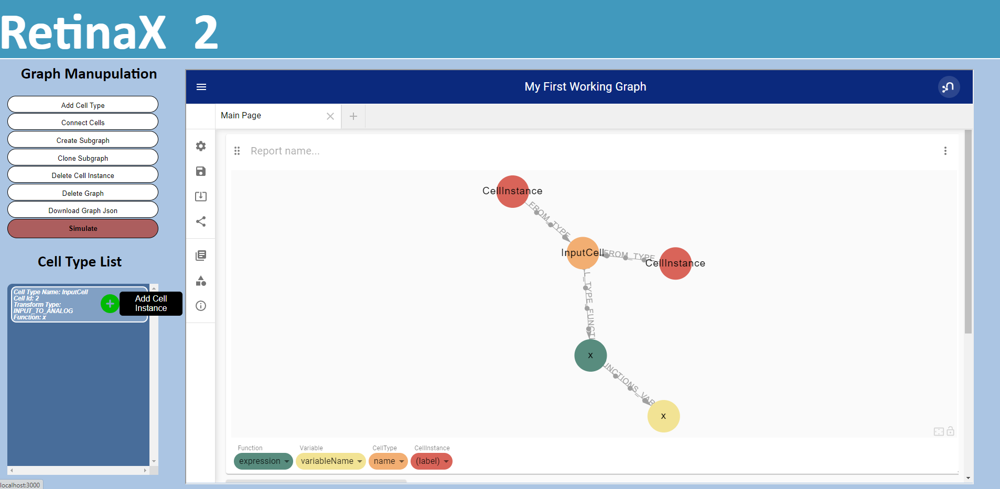 RetinaX 2
Graph Manupulation
Add Cell Type
Connect Cells
Create Subgraph
Clone Subgraph
Delete Cell Instance
Delete Graph
Download Graph Json
Simulate
Cell Type List
Cell Type Name: InputCell
Cell Id: 2
Transform Type:
INPUT_TO_ANALOG
Function: x
Add Cell
Instance
localhost:3000
My First Working Graph
Main Page
Report name...
CellInstance
FROM_TYPE
InputCell
FROM_TYPE
CellInstance
L_TYPE_FUNCTI
x
UNCTIONS_VAR
x
Function
Variable
CellType
CellInstance
expression
variableName
name
(label)